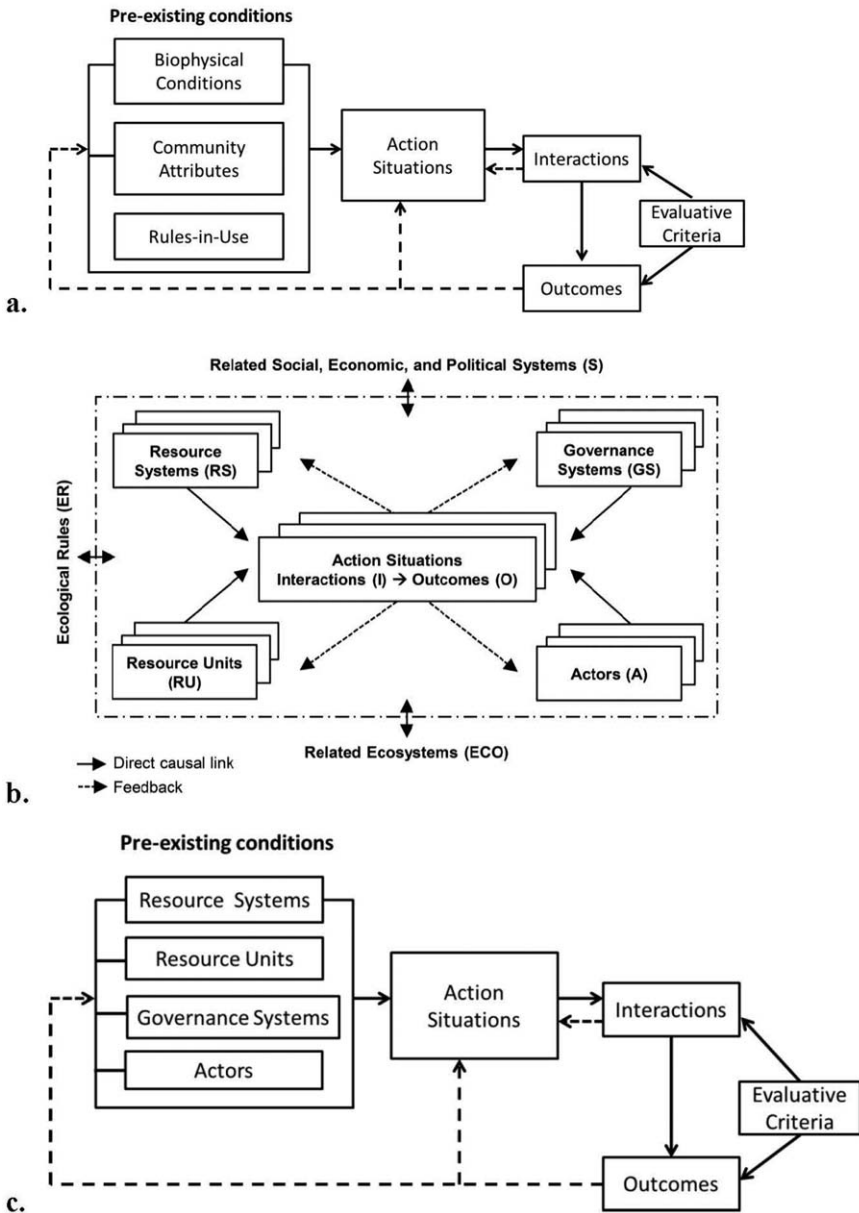 Pre-existing conditions
Biophysical
Conditions
Community
Attributes
Rules-in-Use
Action
Situations
Interactions
Evaluative
Criteria
Outcomes
a.
Related Social, Economic, and Political Systems (S)
Ecological Rules (ER)
Resource
Systems (RS)
Governance
Systems (GS)
Action Situations
Interactions (I) → Outcomes (O)
Resource Units
(RU)
Actors (A)
Related Ecosystems (ECO)
Direct causal link
Feedback
b.
Pre-existing conditions
Resource Systems
Resource Units
Governance Systems
Actors
Action
Situations
Interactions
Evaluative
Criteria
Outcomes
c.